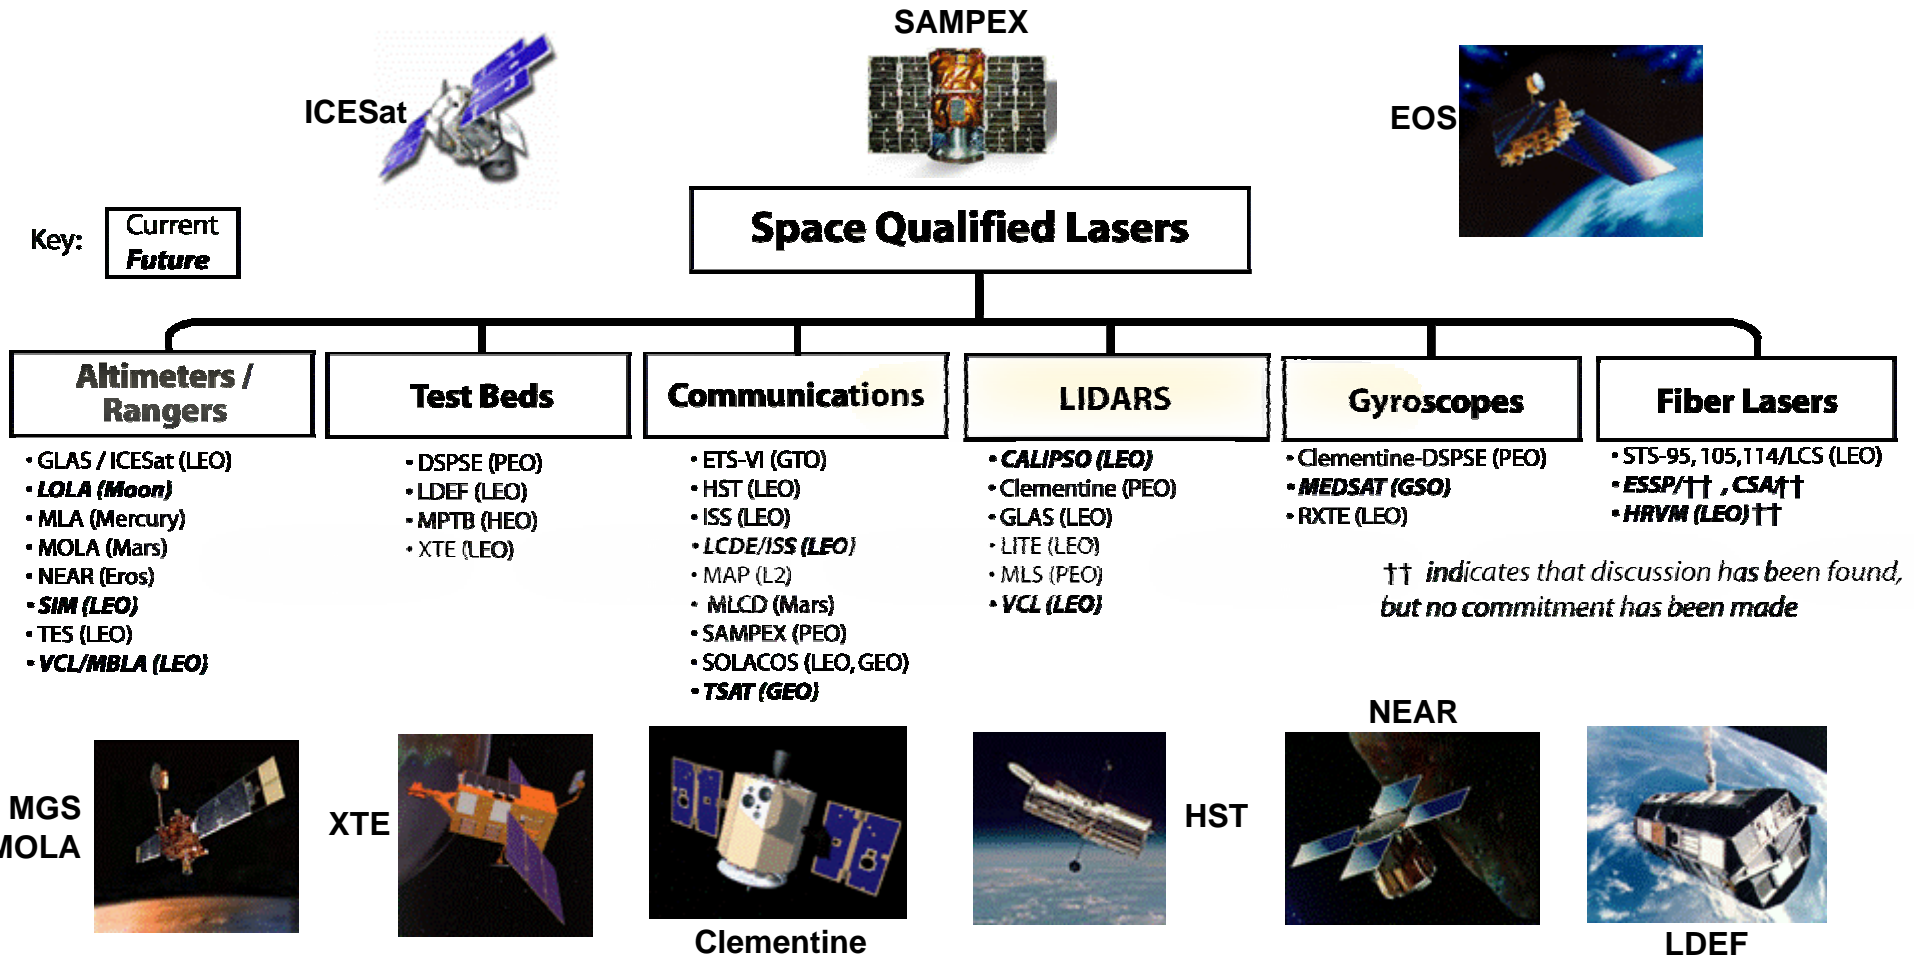 SAMPEX
ICESat
EOS
Key:
Current
Future
Space Qualified Lasers
Altimeters /
Rangers
• GLAS / ICESat (LEO)
• LOLA (Moon)
• MLA (Mercury)
• MOLA (Mars)
• NEAR (Eros)
• SIM (LEO)
• TES (LEO)
• VCL/MBLA (LEO)
Test Beds
• DSPSE (PEO)
• LDEF (LEO)
• MPTB (HEO)
• XTE (LEO)
Communications
• ETS-VI (GTO)
• HST (LEO)
• ISS (LEO)
• LCDE/ISS (LEO)
• MAP (L2)
• MLCD (Mars)
• SAMPEX (PEO)
• SOLACOS (LEO, GEO)
• TSAT (GEO)
LIDARS
• CALIPSO (LEO)
• Clementine (PEO)
• GLAS (LEO)
• LITE (LEO)
• MLS (PEO)
• VCL (LEO)
Gyroscopes
• Clementine-DSPSE (PEO)
• MEDSAT (GSO)
• RXTE (LEO)
Fiber Lasers
• STS-95, 105,114/LCS (LEO)
• ESSP/†† , CSA/††
• HRVM (LEO)††
†† indicates that discussion has been found,
but no commitment has been made
MGS
MOLA
XTE
Clementine
HST
NEAR
LDEF